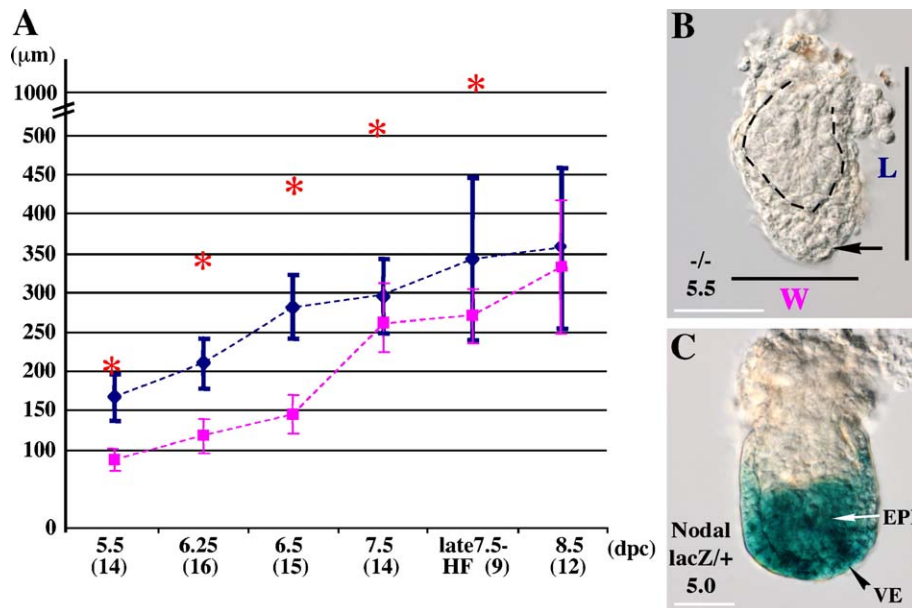 A
(μm)
1000
500
450
400
350
300
250
200
150
100
0
5.5
(14)
6.25
(16)
6.5
(15)
7.5
(14)
late7.5-
HF (9)
8.5
(12)
(dpc)
*
*
*
*
*
B
L
-/-
5.5
W
C
EPI
Nodal
lacZ/+
5.0
VE